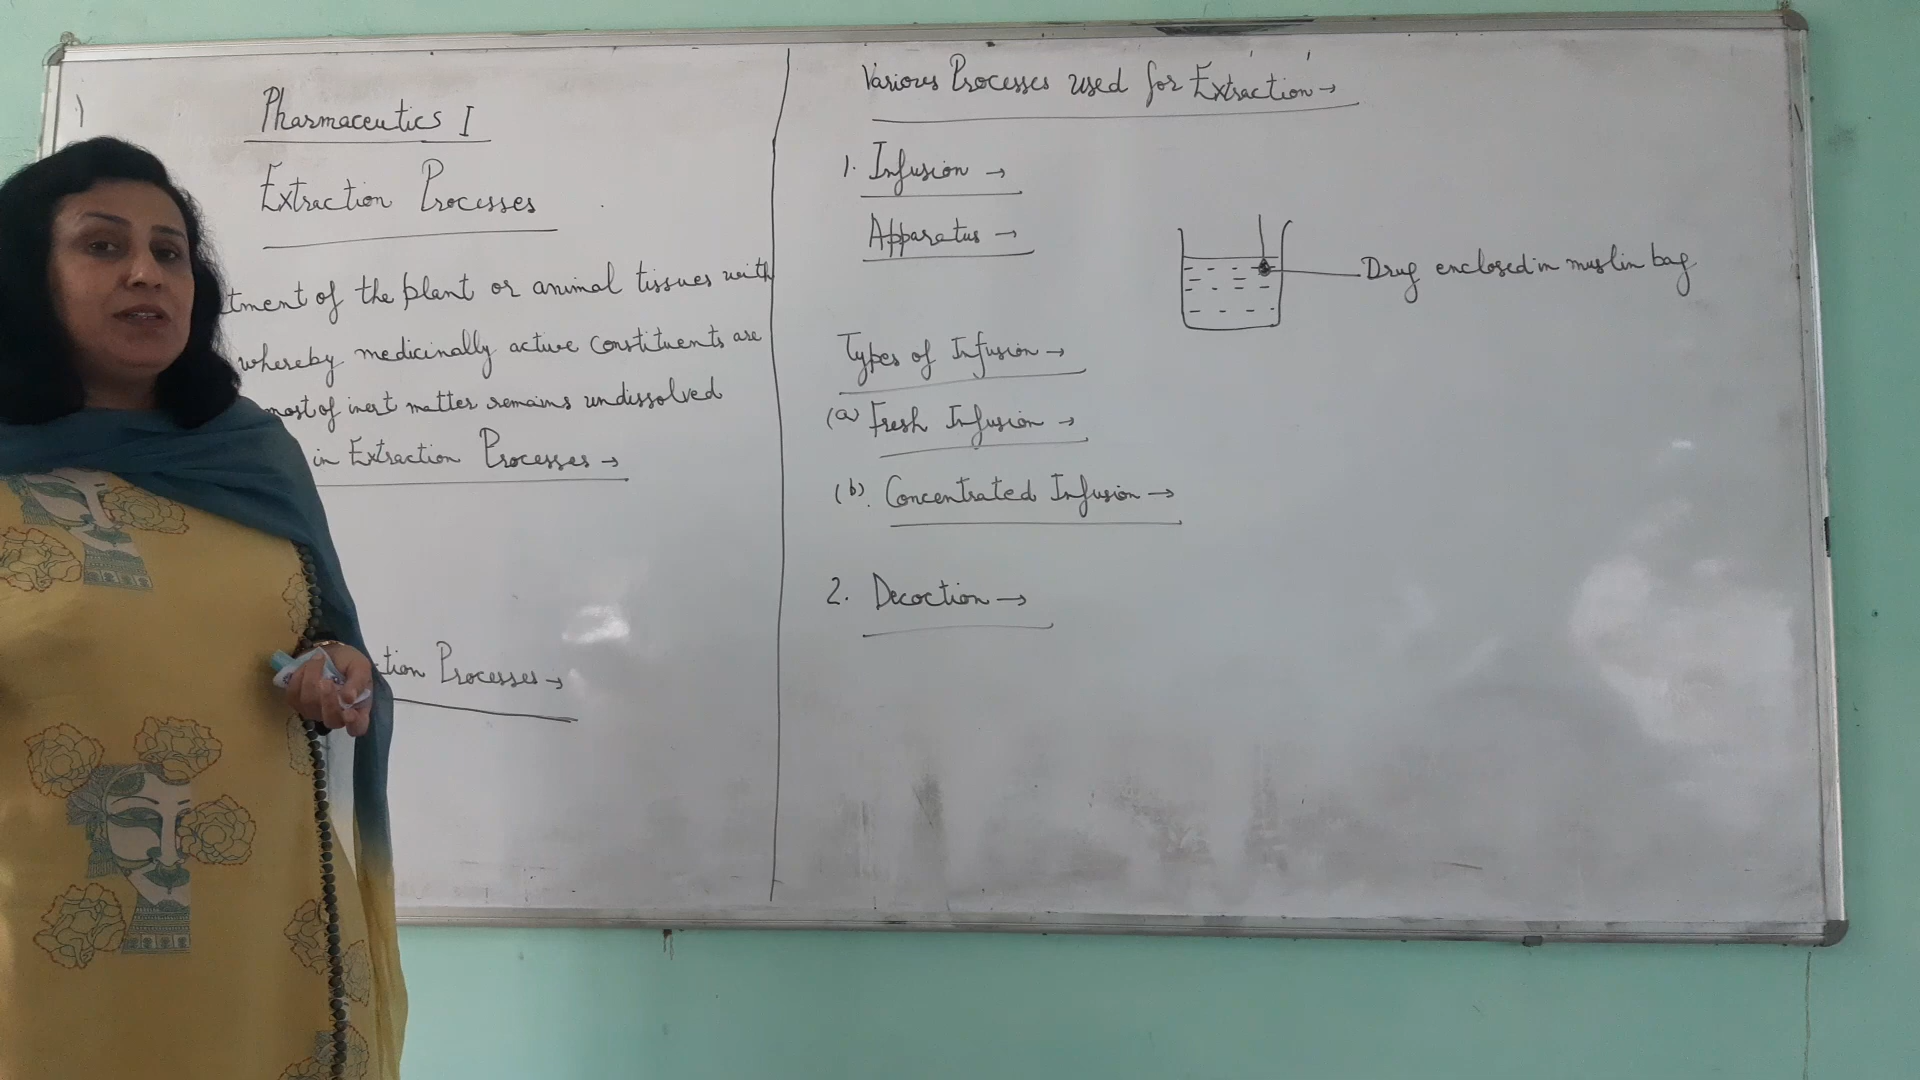 Pharmaceutics I
Extraction Processes
tment of the plant or animal tissues with
whereby medicinally active constituents are
most of inert matter remains undissolved
in Extraction Processes →
tion Processes →
Various Processes used for Extraction →
1. Infusion →
Apparatus →
Drug enclosed in muslin bag
Types of Infusion →
(a) Fresh Infusion →
(b). Concentrated Infusion →
2. Decoction →